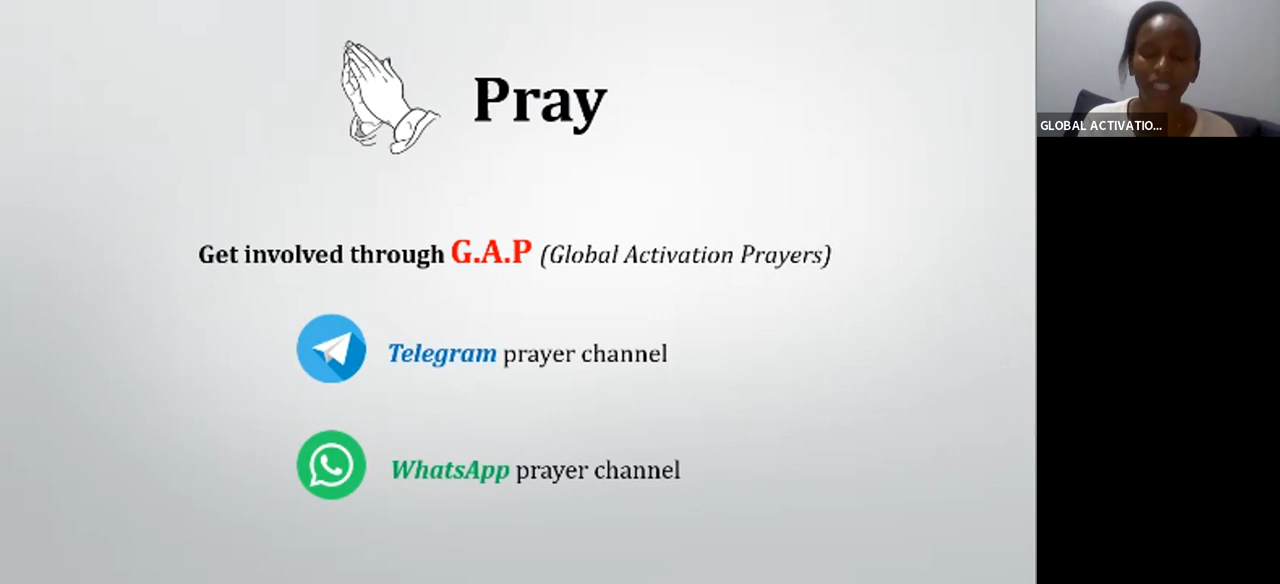 Pray
Get involved through G.A.P (Global Activation Prayers)
Telegram prayer channel
WhatsApp prayer channel
GLOBAL ACTIVATIO...